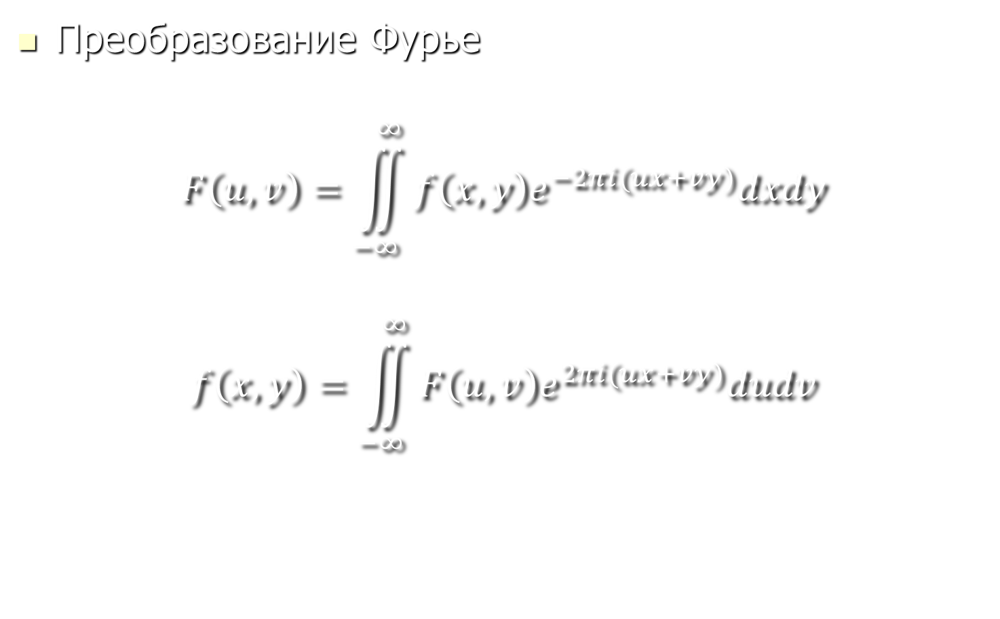 Преобразование Фурье
F(u, v) = ∬_{-∞}^{∞} f(x, y)e^{-2πi(ux+vy)}dxdy
f(x, y) = ∬_{-∞}^{∞} F(u, v)e^{2πi(ux+vy)}dudv